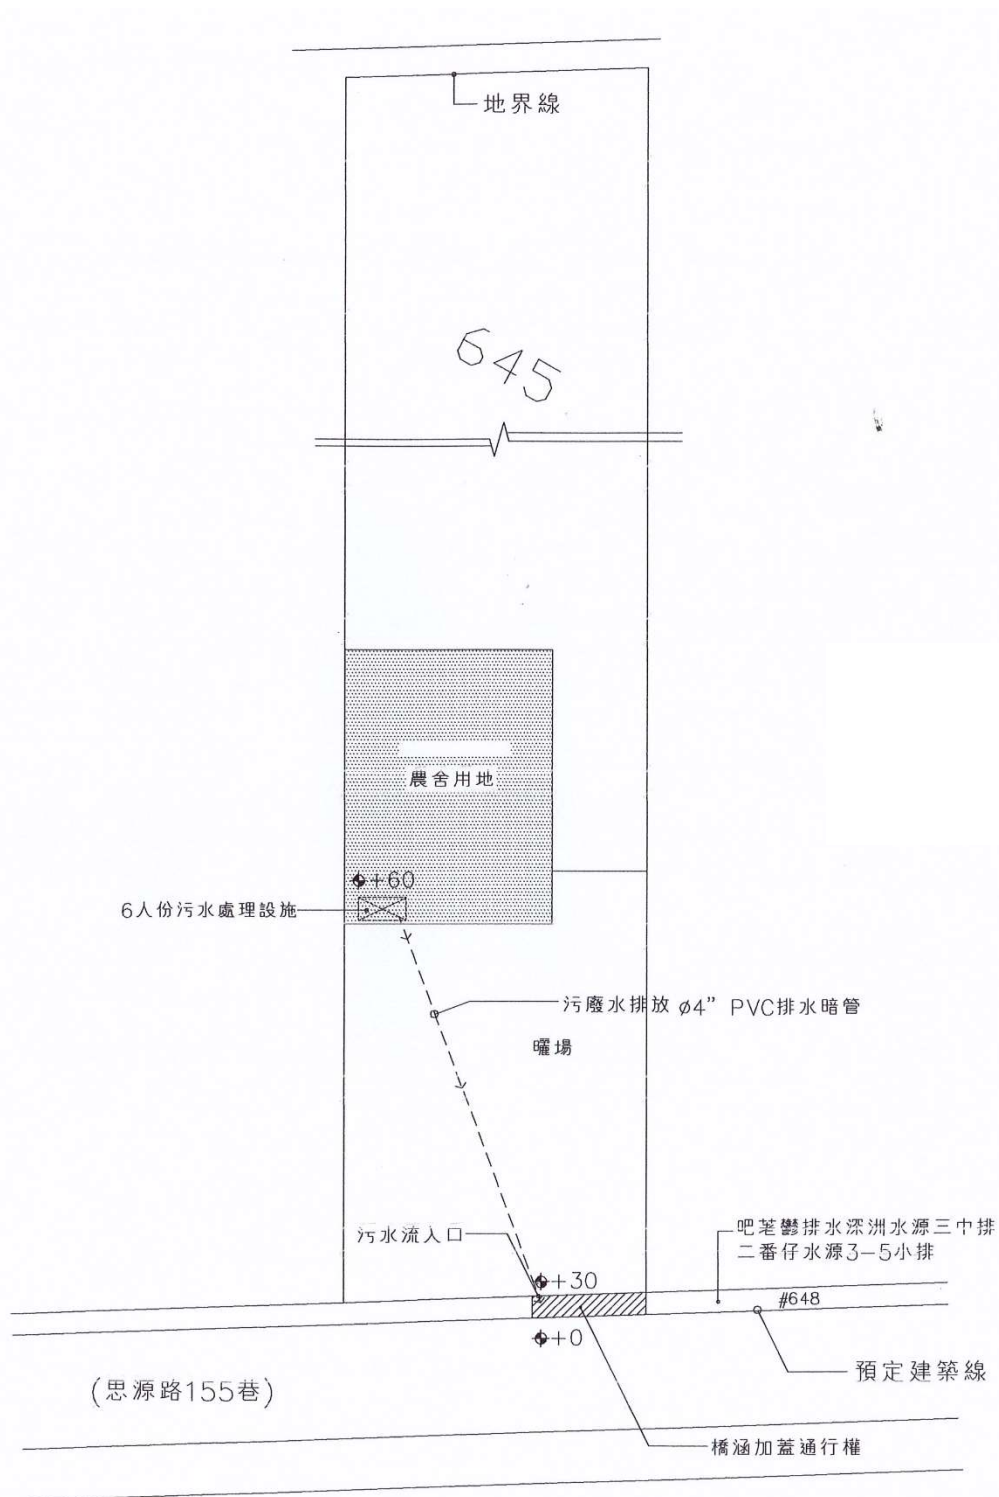 地界線
645
農舍用地
+60
6人份污水處理設施
污廢水排放 ø4” PVC排水暗管
曬場
污水流入口
吧荖鬱排水深洲水源三中排
二番仔水源3-5小排
+30
#648
+0
預定建築線
(思源路155巷)
橋涵加蓋通行權